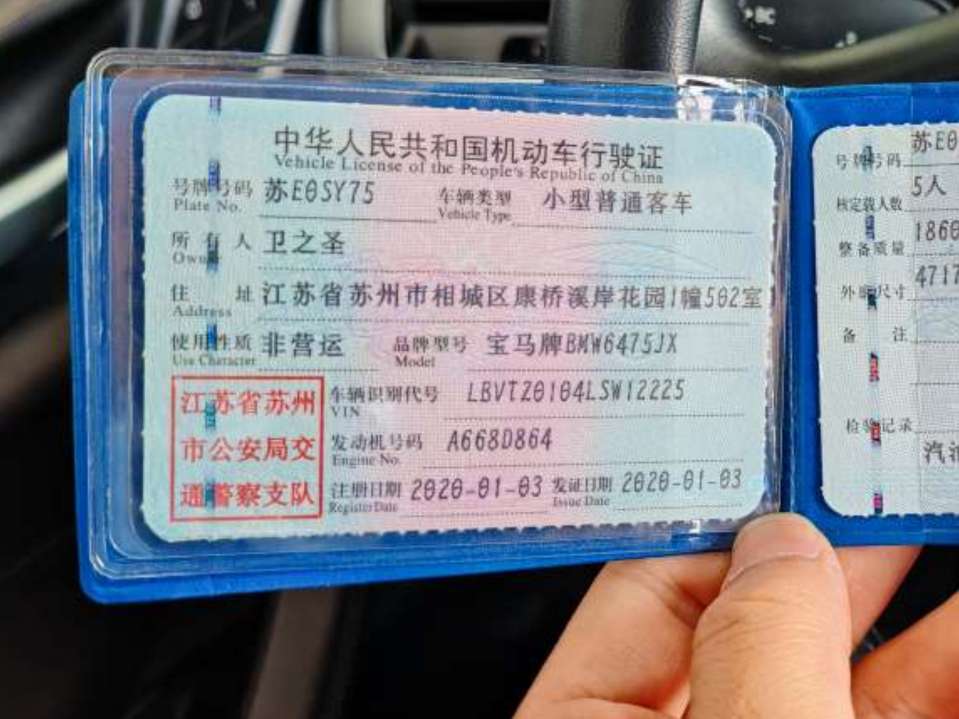 中华人民共和国机动车行驶证
Vehicle License of the People's Republic of China
号牌号码 苏E0SY75 车辆类型 小型普通客车
Plate No. Vehicle Type
所有人 卫之圣
Owner
住址 江苏省苏州市相城区康桥溪岸花园1幢502室
Address
使用性质 非营运 品牌型号 宝马牌BMW6475JX
Use Character Model
江苏省苏州
市公安局交
通警察支队
车辆识别代号 LBVTZ0104LSW12225
VIN
发动机号码 A668D864
Engine No.
注册日期 2020-01-03 发证日期 2020-01-03
Register Date Issue Date
号牌号码 苏E0
核定载人数 5人
整备质量 1860
外廓尺寸 4717
备注
检验记录
汽油